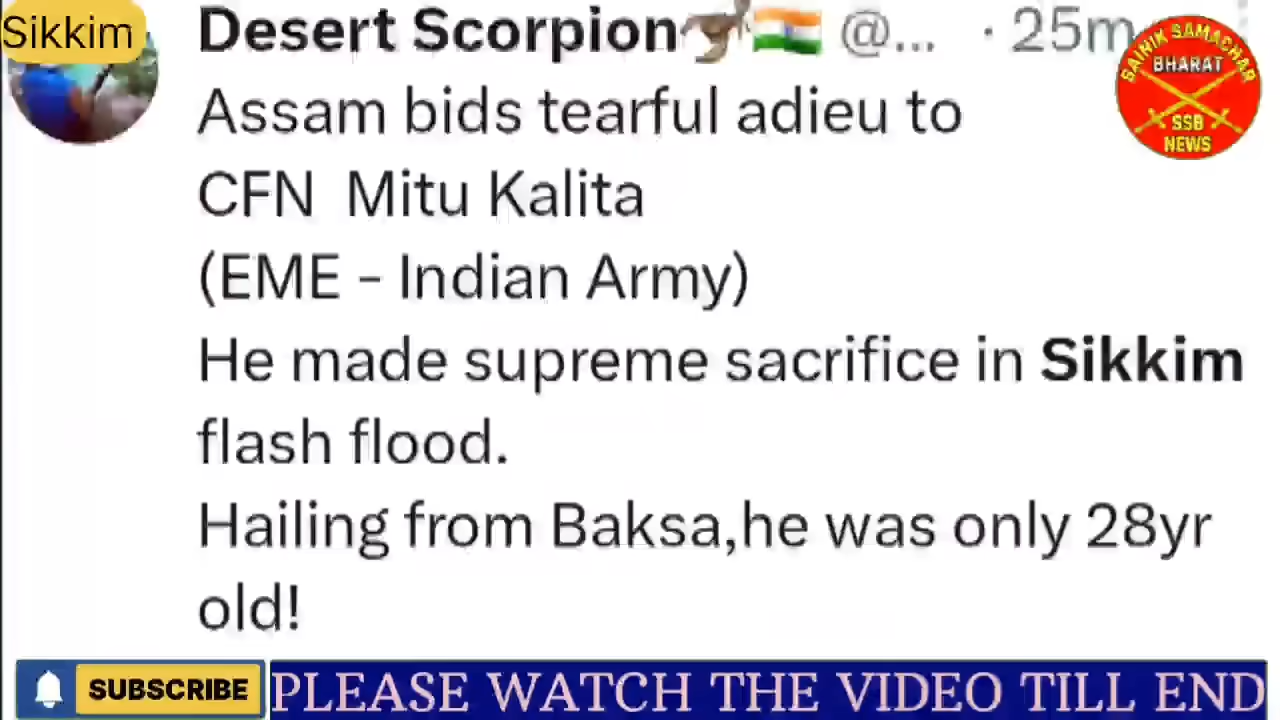 Sikkim
Desert Scorpion🦂🇮🇳 @... · 25m
Assam bids tearful adieu to
CFN Mitu Kalita
(EME - Indian Army)
He made supreme sacrifice in Sikkim
flash flood.
Hailing from Baksa,he was only 28yr
old!
SAINIK SAMACHAR
BHARAT
SSB
NEWS
SUBSCRIBE
PLEASE WATCH THE VIDEO TILL END